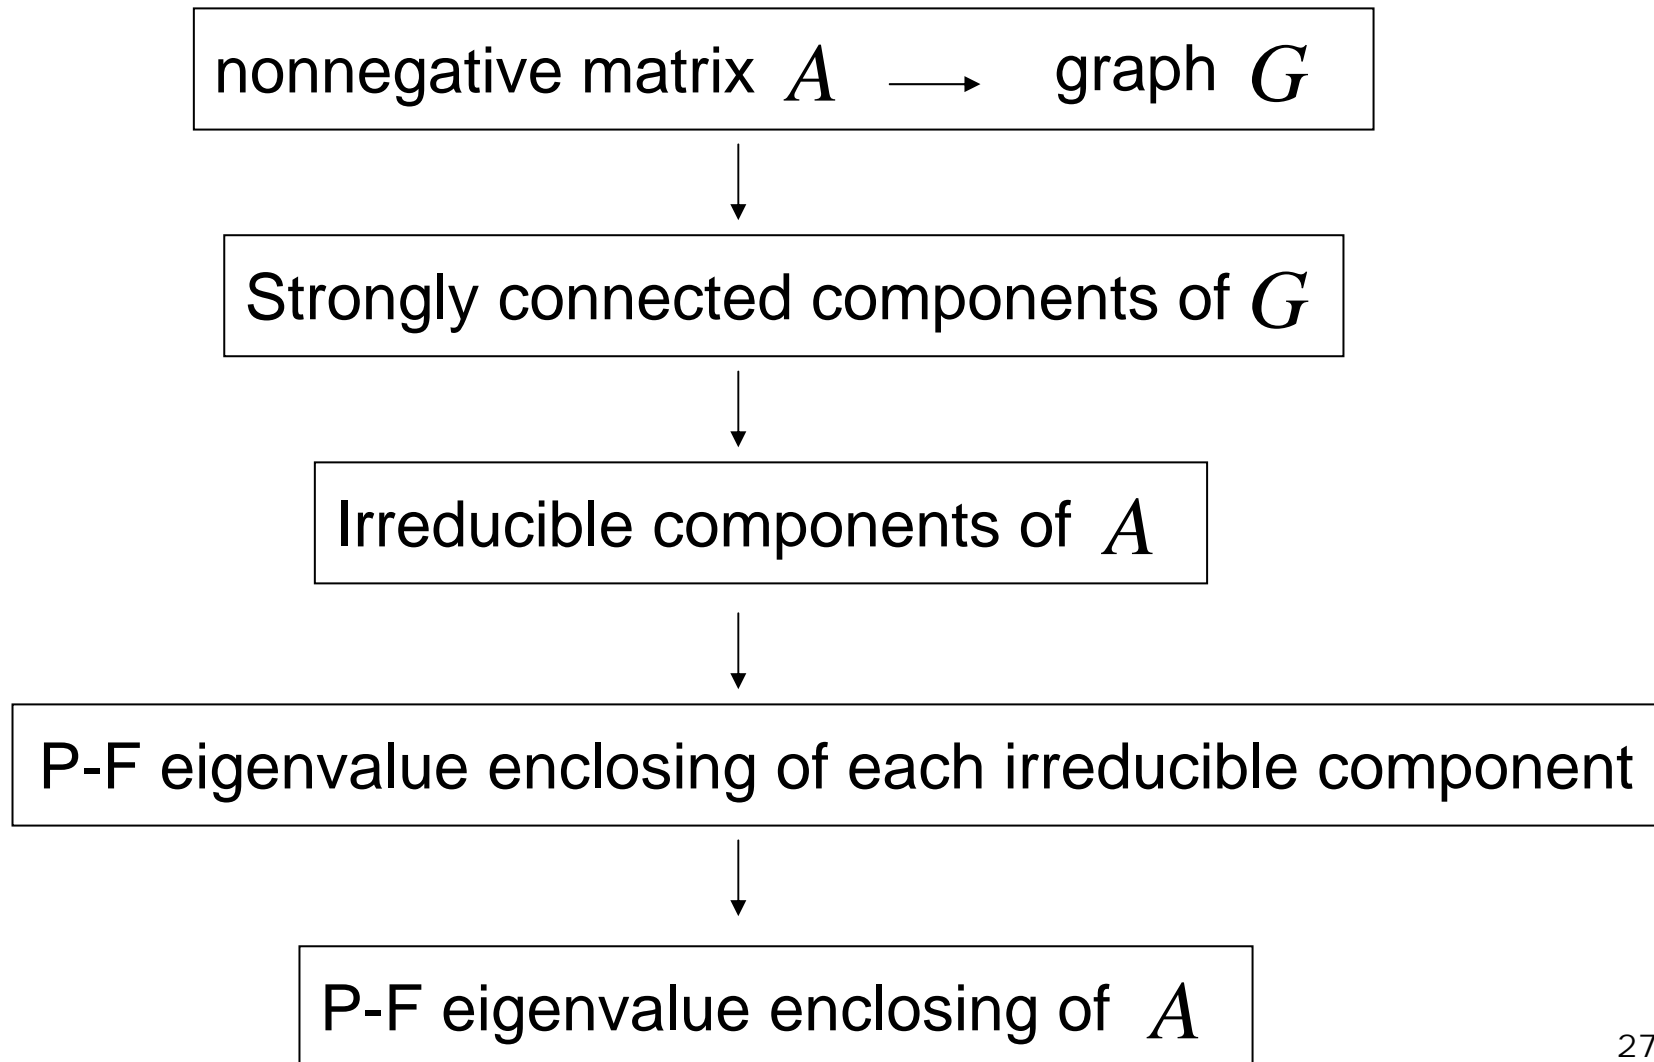 nonnegative matrix A → graph G
Strongly connected components of G
Irreducible components of A
P-F eigenvalue enclosing of each irreducible component
P-F eigenvalue enclosing of A
27